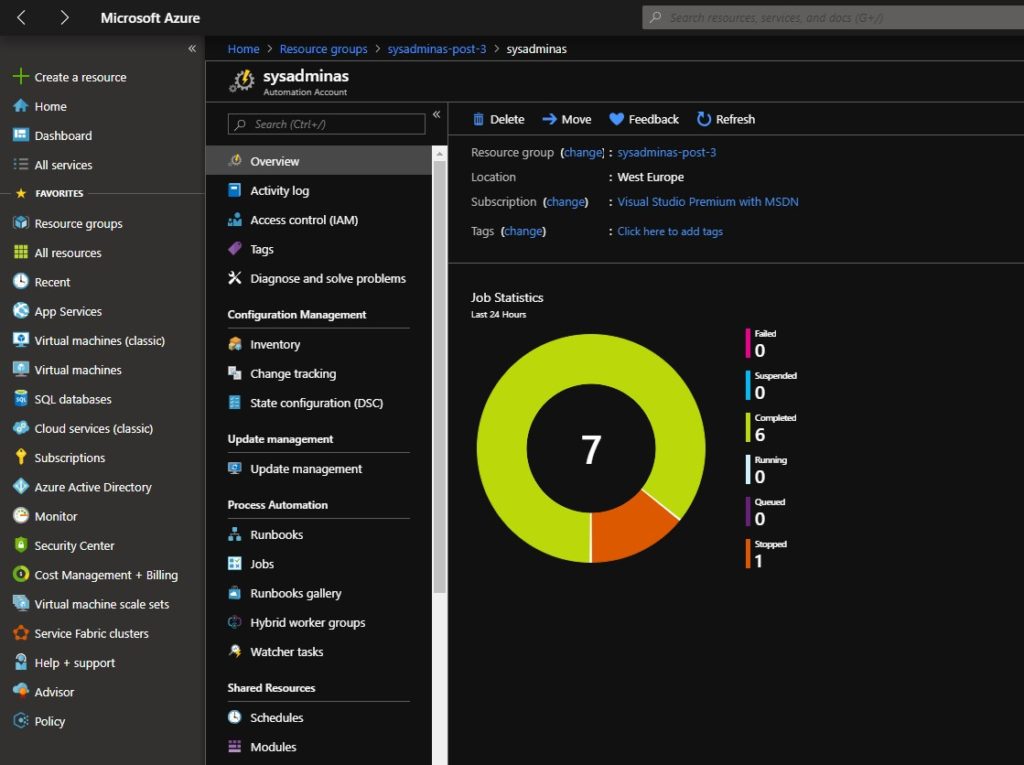 Microsoft Azure
Search resources, services, and docs (G+/)
«
Create a resource
Home
Dashboard
All services
FAVORITES
Resource groups
All resources
Recent
App Services
Virtual machines (classic)
Virtual machines
SQL databases
Cloud services (classic)
Subscriptions
Azure Active Directory
Monitor
Security Center
Cost Management + Billing
Virtual machine scale sets
Service Fabric clusters
Help + support
Advisor
Policy
Home > Resource groups > sysadminas-post-3 > sysadminas
sysadminas
Automation Account
Search (Ctrl+/)
«
Overview
Activity log
Access control (IAM)
Tags
Diagnose and solve problems
Configuration Management
Inventory
Change tracking
State configuration (DSC)
Update management
Update management
Process Automation
Runbooks
Jobs
Runbooks gallery
Hybrid worker groups
Watcher tasks
Shared Resources
Schedules
Modules
Delete Move Feedback Refresh
Resource group (change) : sysadminas-post-3
Location : West Europe
Subscription (change) : Visual Studio Premium with MSDN
Tags (change) : Click here to add tags
Job Statistics
Last 24 Hours
7
Failed
0
Suspended
0
Completed
6
Running
0
Queued
0
Stopped
1